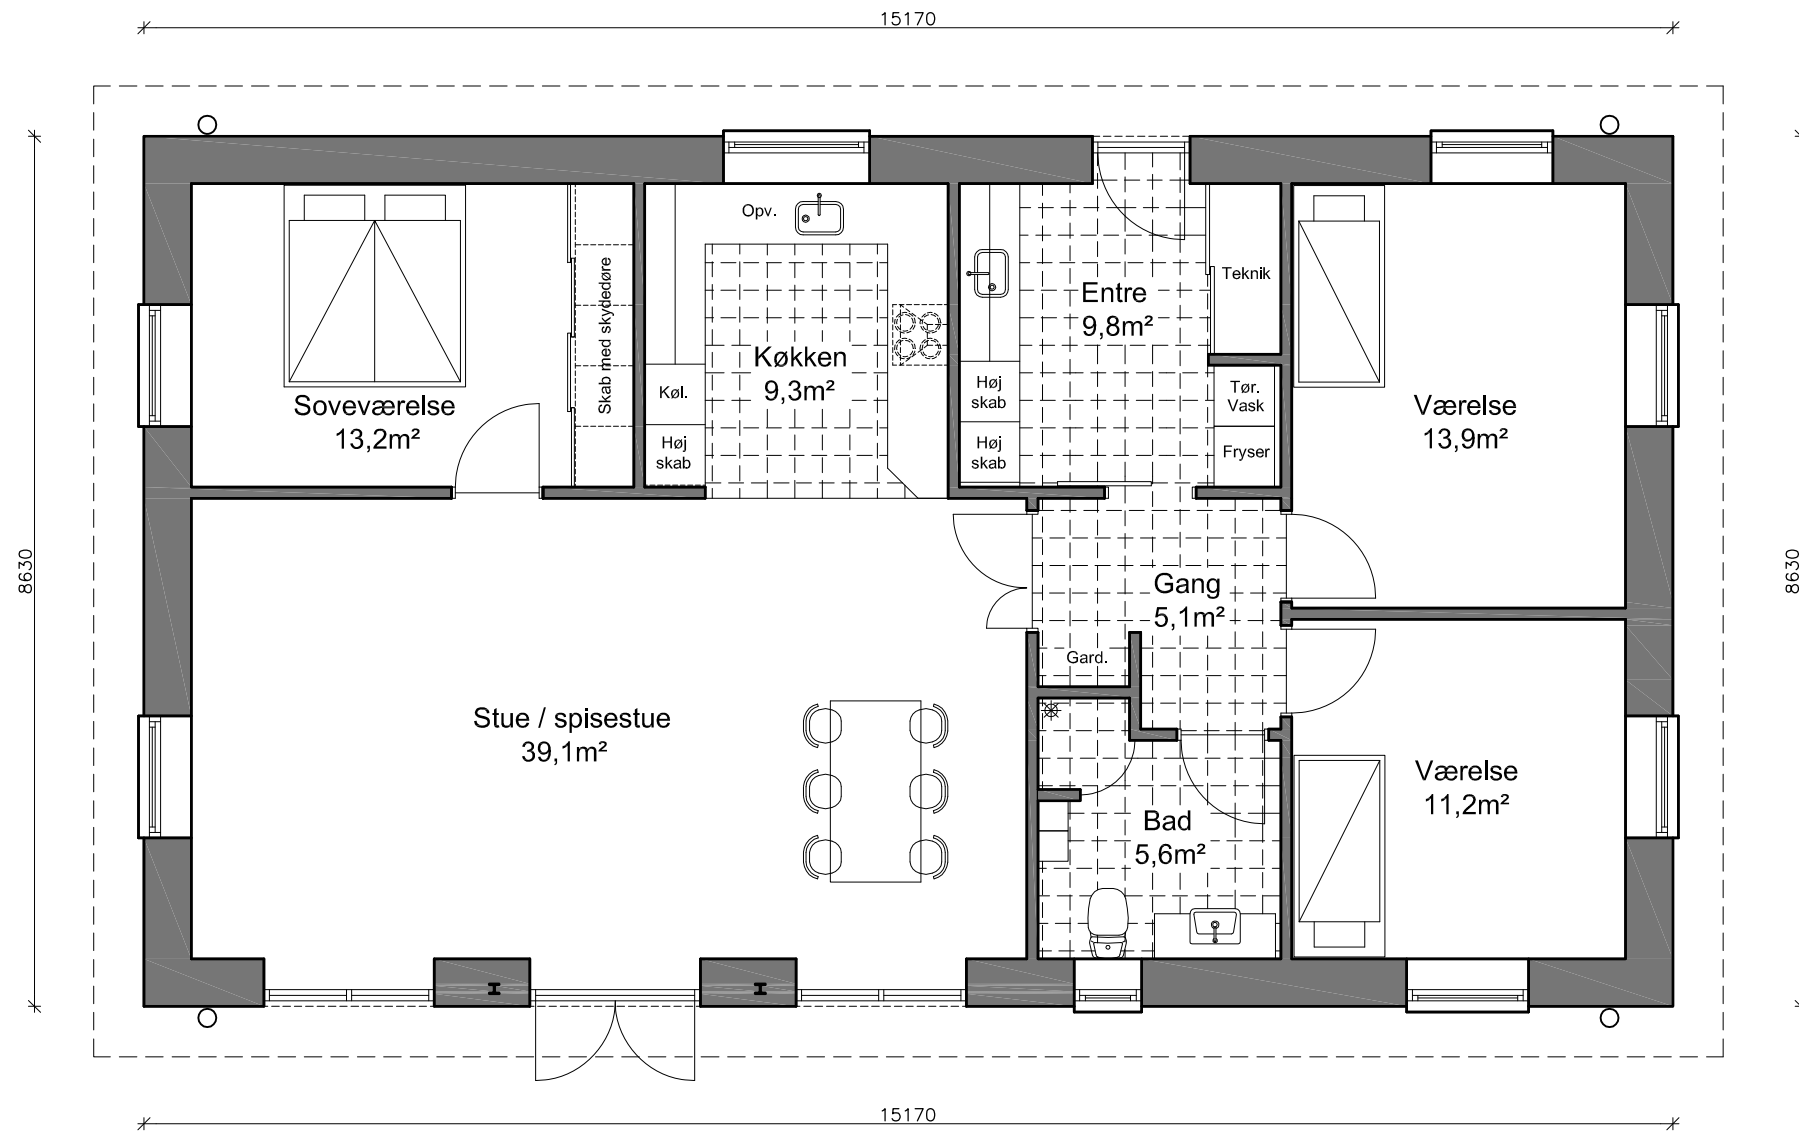 15170
8630
8630
Opv.
Teknik
Entre
9,8m²
Skab med skydedøre
Køkken
9,3m²
Køl.
Høj
skab
Høj
skab
Høj
skab
Tør.
Vask
Fryser
Soveværelse
13,2m²
Værelse
13,9m²
Gang
5,1m²
Gard.
Stue / spisestue
39,1m²
Værelse
11,2m²
Bad
5,6m²
15170